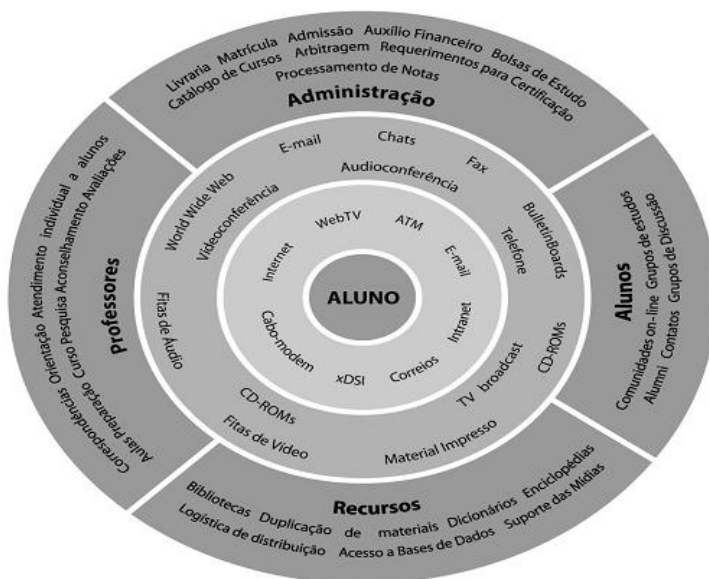 Livraria Matrícula Admissão Auxílio Financeiro Bolsas de Estudo
Catálogo de Cursos Arbitragem Requerimentos para Certificação
Processamento de Notas
Administração
Correspondências Orientação Atendimento individual a alunos
Aulas Preparação Curso Pesquisa Aconselhamento Avaliações
Professores
Alunos
Comunidades on-line Grupos de estudos
Alumni Contatos Grupos de Discussão
E-mail
Chats
Fax
World Wide Web
Videoconferência
Audioconferência
BulletinBoards
Telefone
Fitas de Áudio
CD-ROMs
TV broadcast
CD-ROMs
Fitas de Vídeo
Material Impresso
WebTV
ATM
Internet
E-mail
ALUNO
Cabo-modem
xDSI
Correios
Intranet
Recursos
Bibliotecas Duplicação de materiais Dicionários Enciclopédias
Logística de distribuição Acesso a Bases de Dados Suporte das Mídias